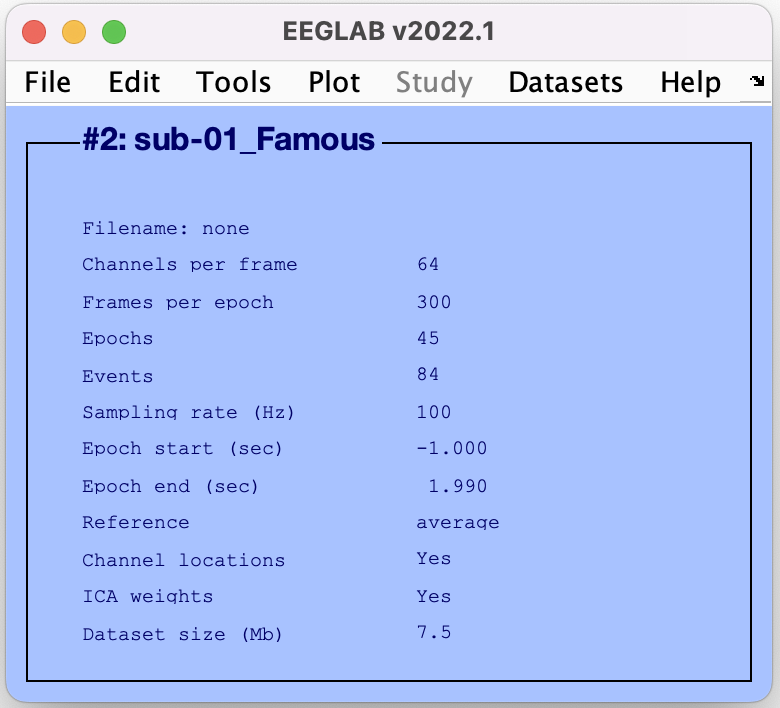 EEGLAB v2022.1
File Edit Tools Plot Study Datasets Help
#2: sub-01_Famous
Filename: none
Channels per frame 64
Frames per epoch 300
Epochs 45
Events 84
Sampling rate (Hz) 100
Epoch start (sec) -1.000
Epoch end (sec) 1.990
Reference average
Channel locations Yes
ICA weights Yes
Dataset size (Mb) 7.5